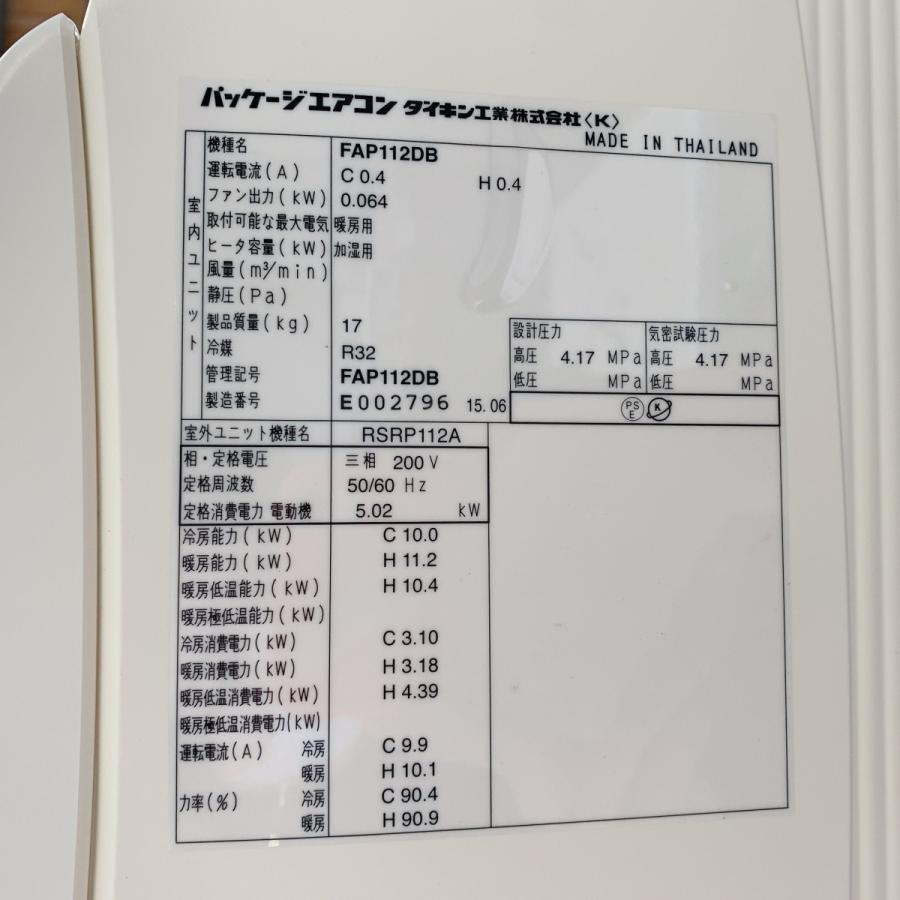 パッケージエアコン ダイキン工業株式会社〈K〉
MADE IN THAILAND
室内ユニット
機種名 FAP112DB
運転電流(A) C 0.4 H 0.4
ファン出力(kW) 0.064
取付可能な最大電気 暖房用
ヒータ容量(kW) 加湿用
風量(m³/min)
静圧(Pa)
製品質量(kg) 17
冷媒 R32
管理記号 FAP112DB
製造番号 E002796 15.06
設計圧力 気密試験圧力
高圧 4.17 MPa 高圧 4.17 MPa
低圧 MPa 低圧 MPa
PS E K
室外ユニット機種名 RSRP112A
相・定格電圧 三相 200 V
定格周波数 50/60 Hz
定格消費電力 電動機 5.02 kW
冷房能力(kW) C 10.0
暖房能力(kW) H 11.2
暖房低温能力(kW) H 10.4
暖房極低温能力(kW)
冷房消費電力(kW) C 3.10
暖房消費電力(kW) H 3.18
暖房低温消費電力(kW) H 4.39
暖房極低温消費電力(kW)
運転電流(A) 冷房 C 9.9
暖房 H 10.1
力率(%) 冷房 C 90.4
暖房 H 90.9